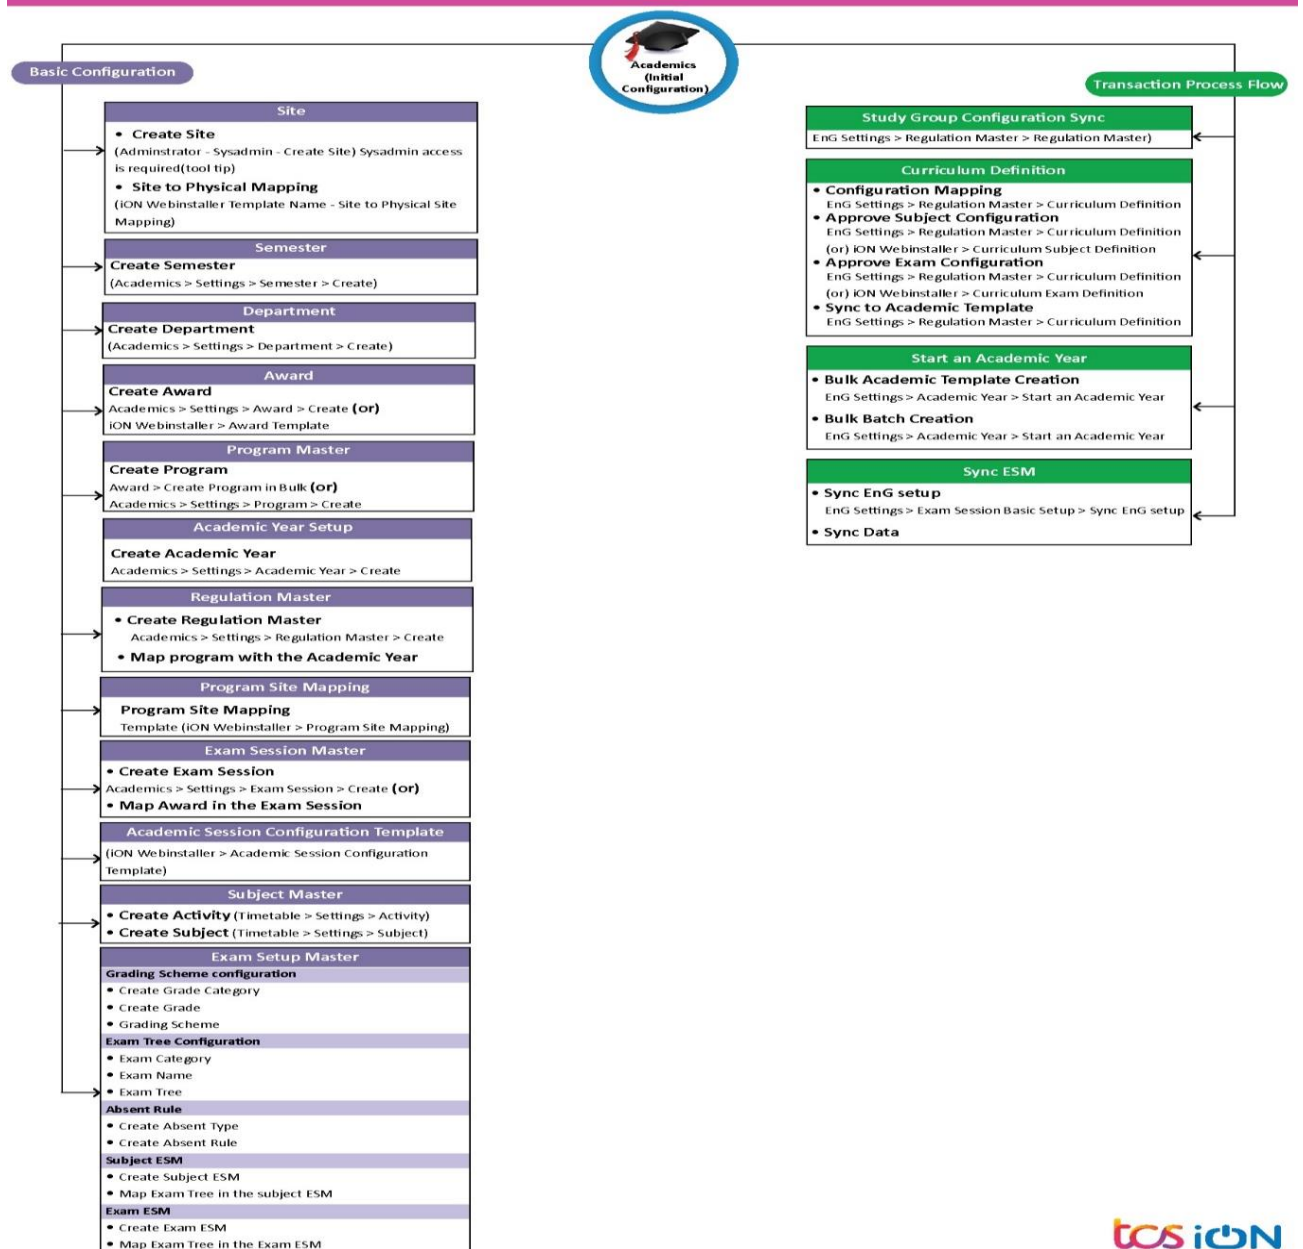 Academics
(Initial
Configuration)
Basic Configuration
Site
• Create Site
(Adminstrator - Sysadmin - Create Site) Sysadmin access
is required(tool tip)
• Site to Physical Mapping
(iON Webinstaller Template Name - Site to Physical Site
Mapping)
Semester
Create Semester
(Academics > Settings > Semester > Create)
Department
Create Department
(Academics > Settings > Department > Create)
Award
Create Award
Academics > Settings > Award > Create (or)
iON Webinstaller > Award Template
Program Master
Create Program
Award > Create Program in Bulk (or)
Academics > Settings > Program > Create
Academic Year Setup
Create Academic Year
Academics > Settings > Academic Year > Create
Regulation Master
• Create Regulation Master
Academics > Settings > Regulation Master > Create
• Map program with the Academic Year
Program Site Mapping
Program Site Mapping
Template (iON Webinstaller > Program Site Mapping)
Exam Session Master
• Create Exam Session
Academics > Settings > Exam Session > Create (or)
• Map Award in the Exam Session
Academic Session Configuration Template
(iON Webinstaller > Academic Session Configuration
Template)
Subject Master
• Create Activity (Timetable > Settings > Activity)
• Create Subject (Timetable > Settings > Subject)
Exam Setup Master
Grading Scheme configuration
• Create Grade Category
• Create Grade
• Grading Scheme
Exam Tree Configuration
• Exam Category
• Exam Name
• Exam Tree
Absent Rule
• Create Absent Type
• Create Absent Rule
Subject ESM
• Create Subject ESM
• Map Exam Tree in the subject ESM
Exam ESM
• Create Exam ESM
• Map Exam Tree in the Exam ESM
Transaction Process Flow
Study Group Configuration Sync
EnG Settings > Regulation Master > Regulation Master)
Curriculum Definition
• Configuration Mapping
EnG Settings > Regulation Master > Curriculum Definition
• Approve Subject Configuration
EnG Settings > Regulation Master > Curriculum Definition
(or) iON Webinstaller > Curriculum Subject Definition
• Approve Exam Configuration
EnG Settings > Regulation Master > Curriculum Definition
(or) iON Webinstaller > Curriculum Exam Definition
• Sync to Academic Template
EnG Settings > Regulation Master > Curriculum Definition
Start an Academic Year
• Bulk Academic Template Creation
EnG Settings > Academic Year > Start an Academic Year
• Bulk Batch Creation
EnG Settings > Academic Year > Start an Academic Year
Sync ESM
• Sync EnG setup
EnG Settings > Exam Session Basic Setup > Sync EnG setup
• Sync Data
tcs iON